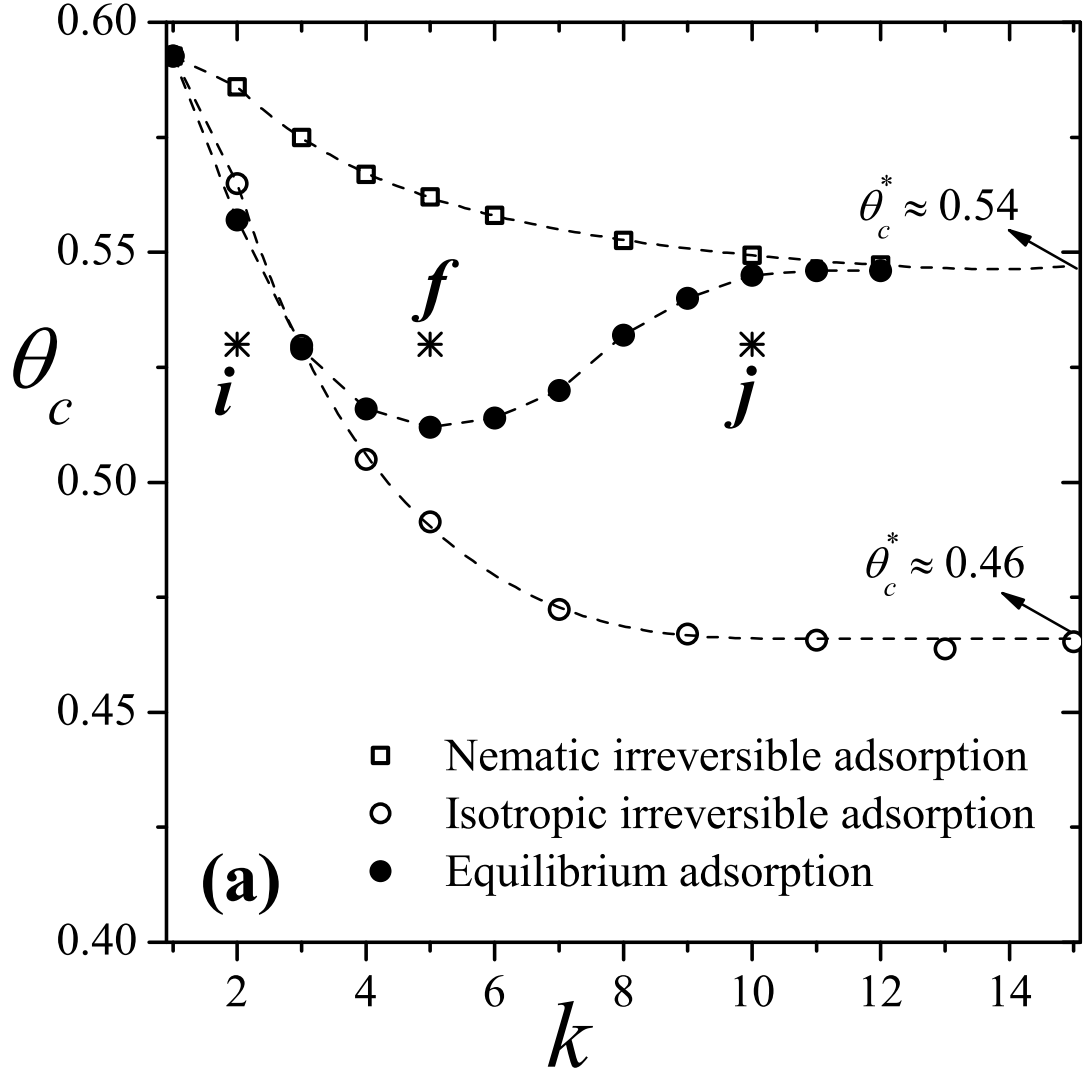 0.60
0.55
0.50
0.45
0.40
θc
θc* ≈ 0.54
f
i
j
θc* ≈ 0.46
Nematic irreversible adsorption
Isotropic irreversible adsorption
Equilibrium adsorption
(a)
2 4 6 8 10 12 14
k